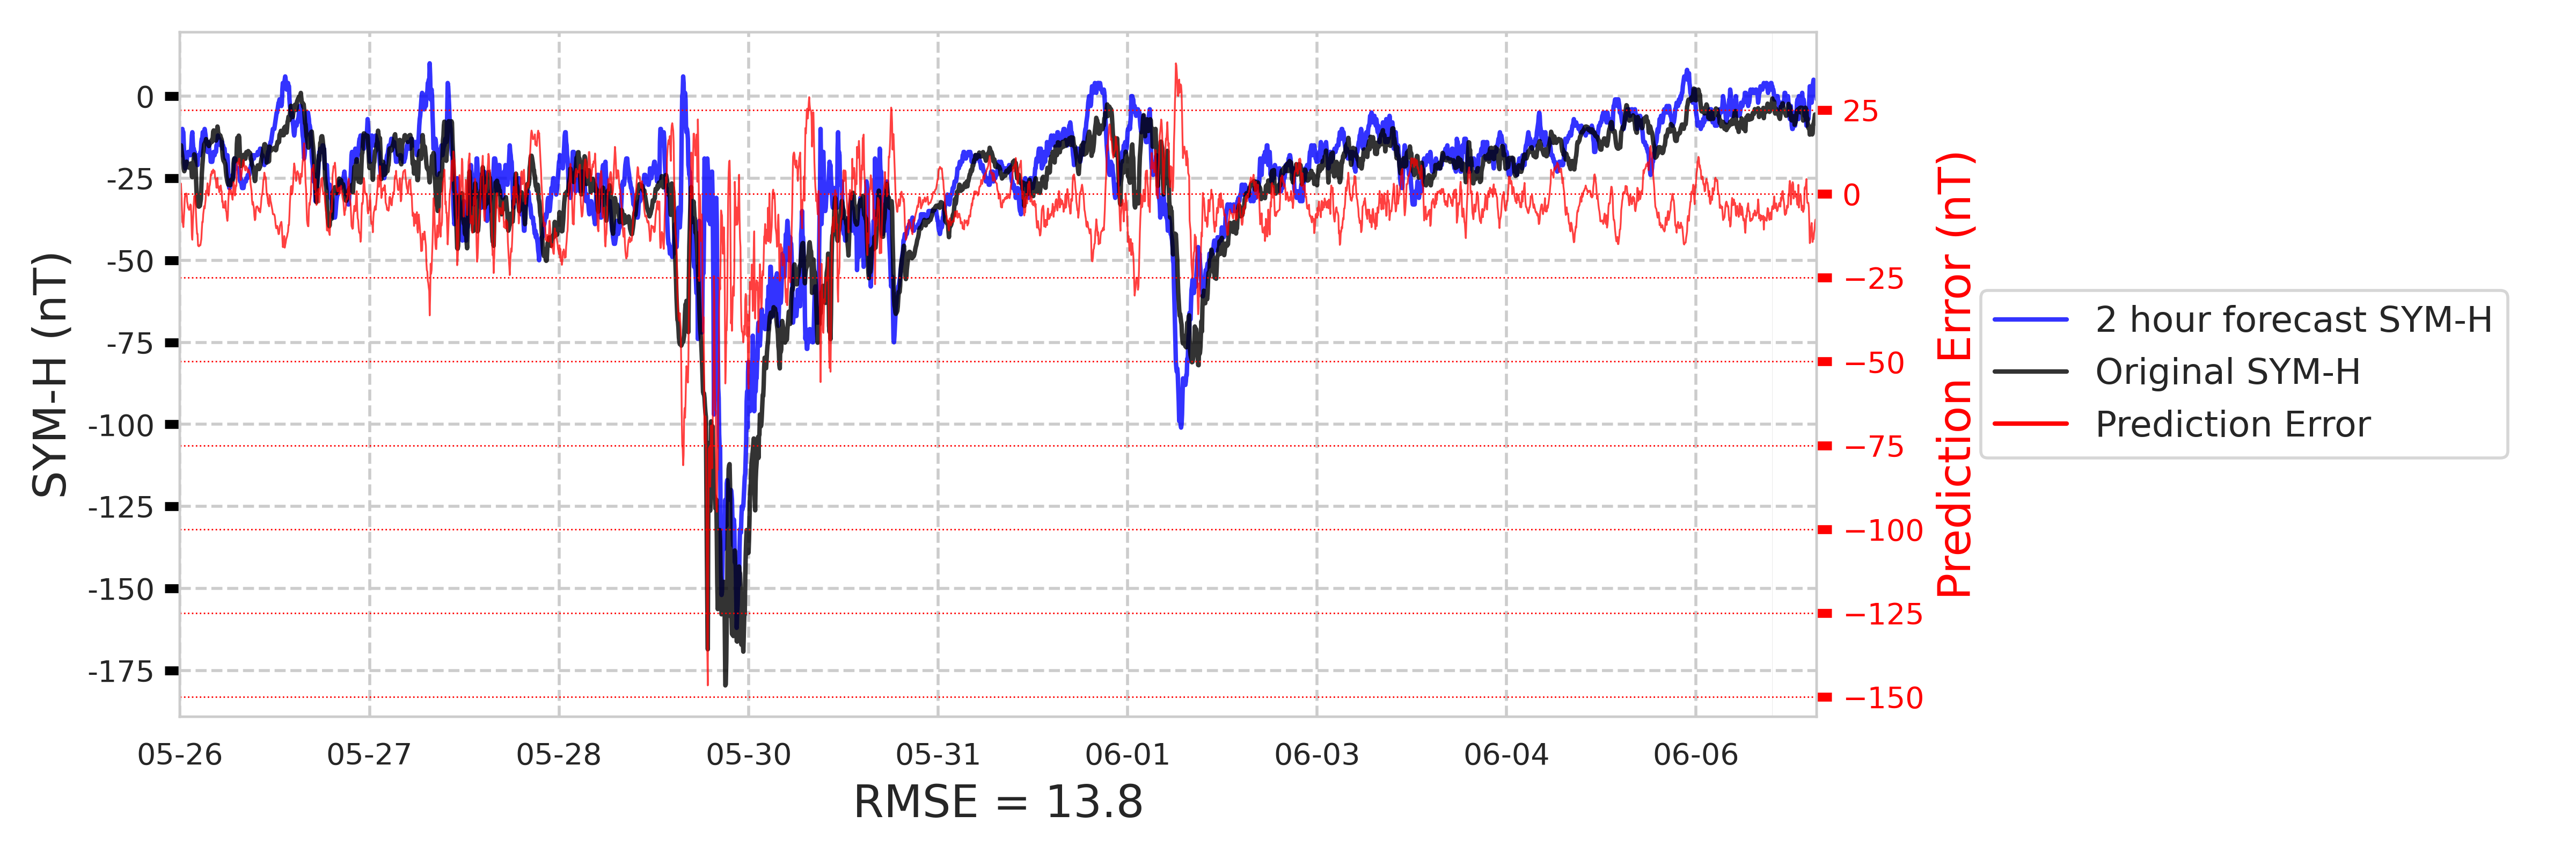 SYM-H (nT)
0
-25
-50
-75
-100
-125
-150
-175
25
0
−25
−50
−75
−100
−125
−150
Prediction Error (nT)
2 hour forecast SYM-H
Original SYM-H
Prediction Error
05-26 05-27 05-28 05-30 05-31 06-01 06-03 06-04 06-06
RMSE = 13.8